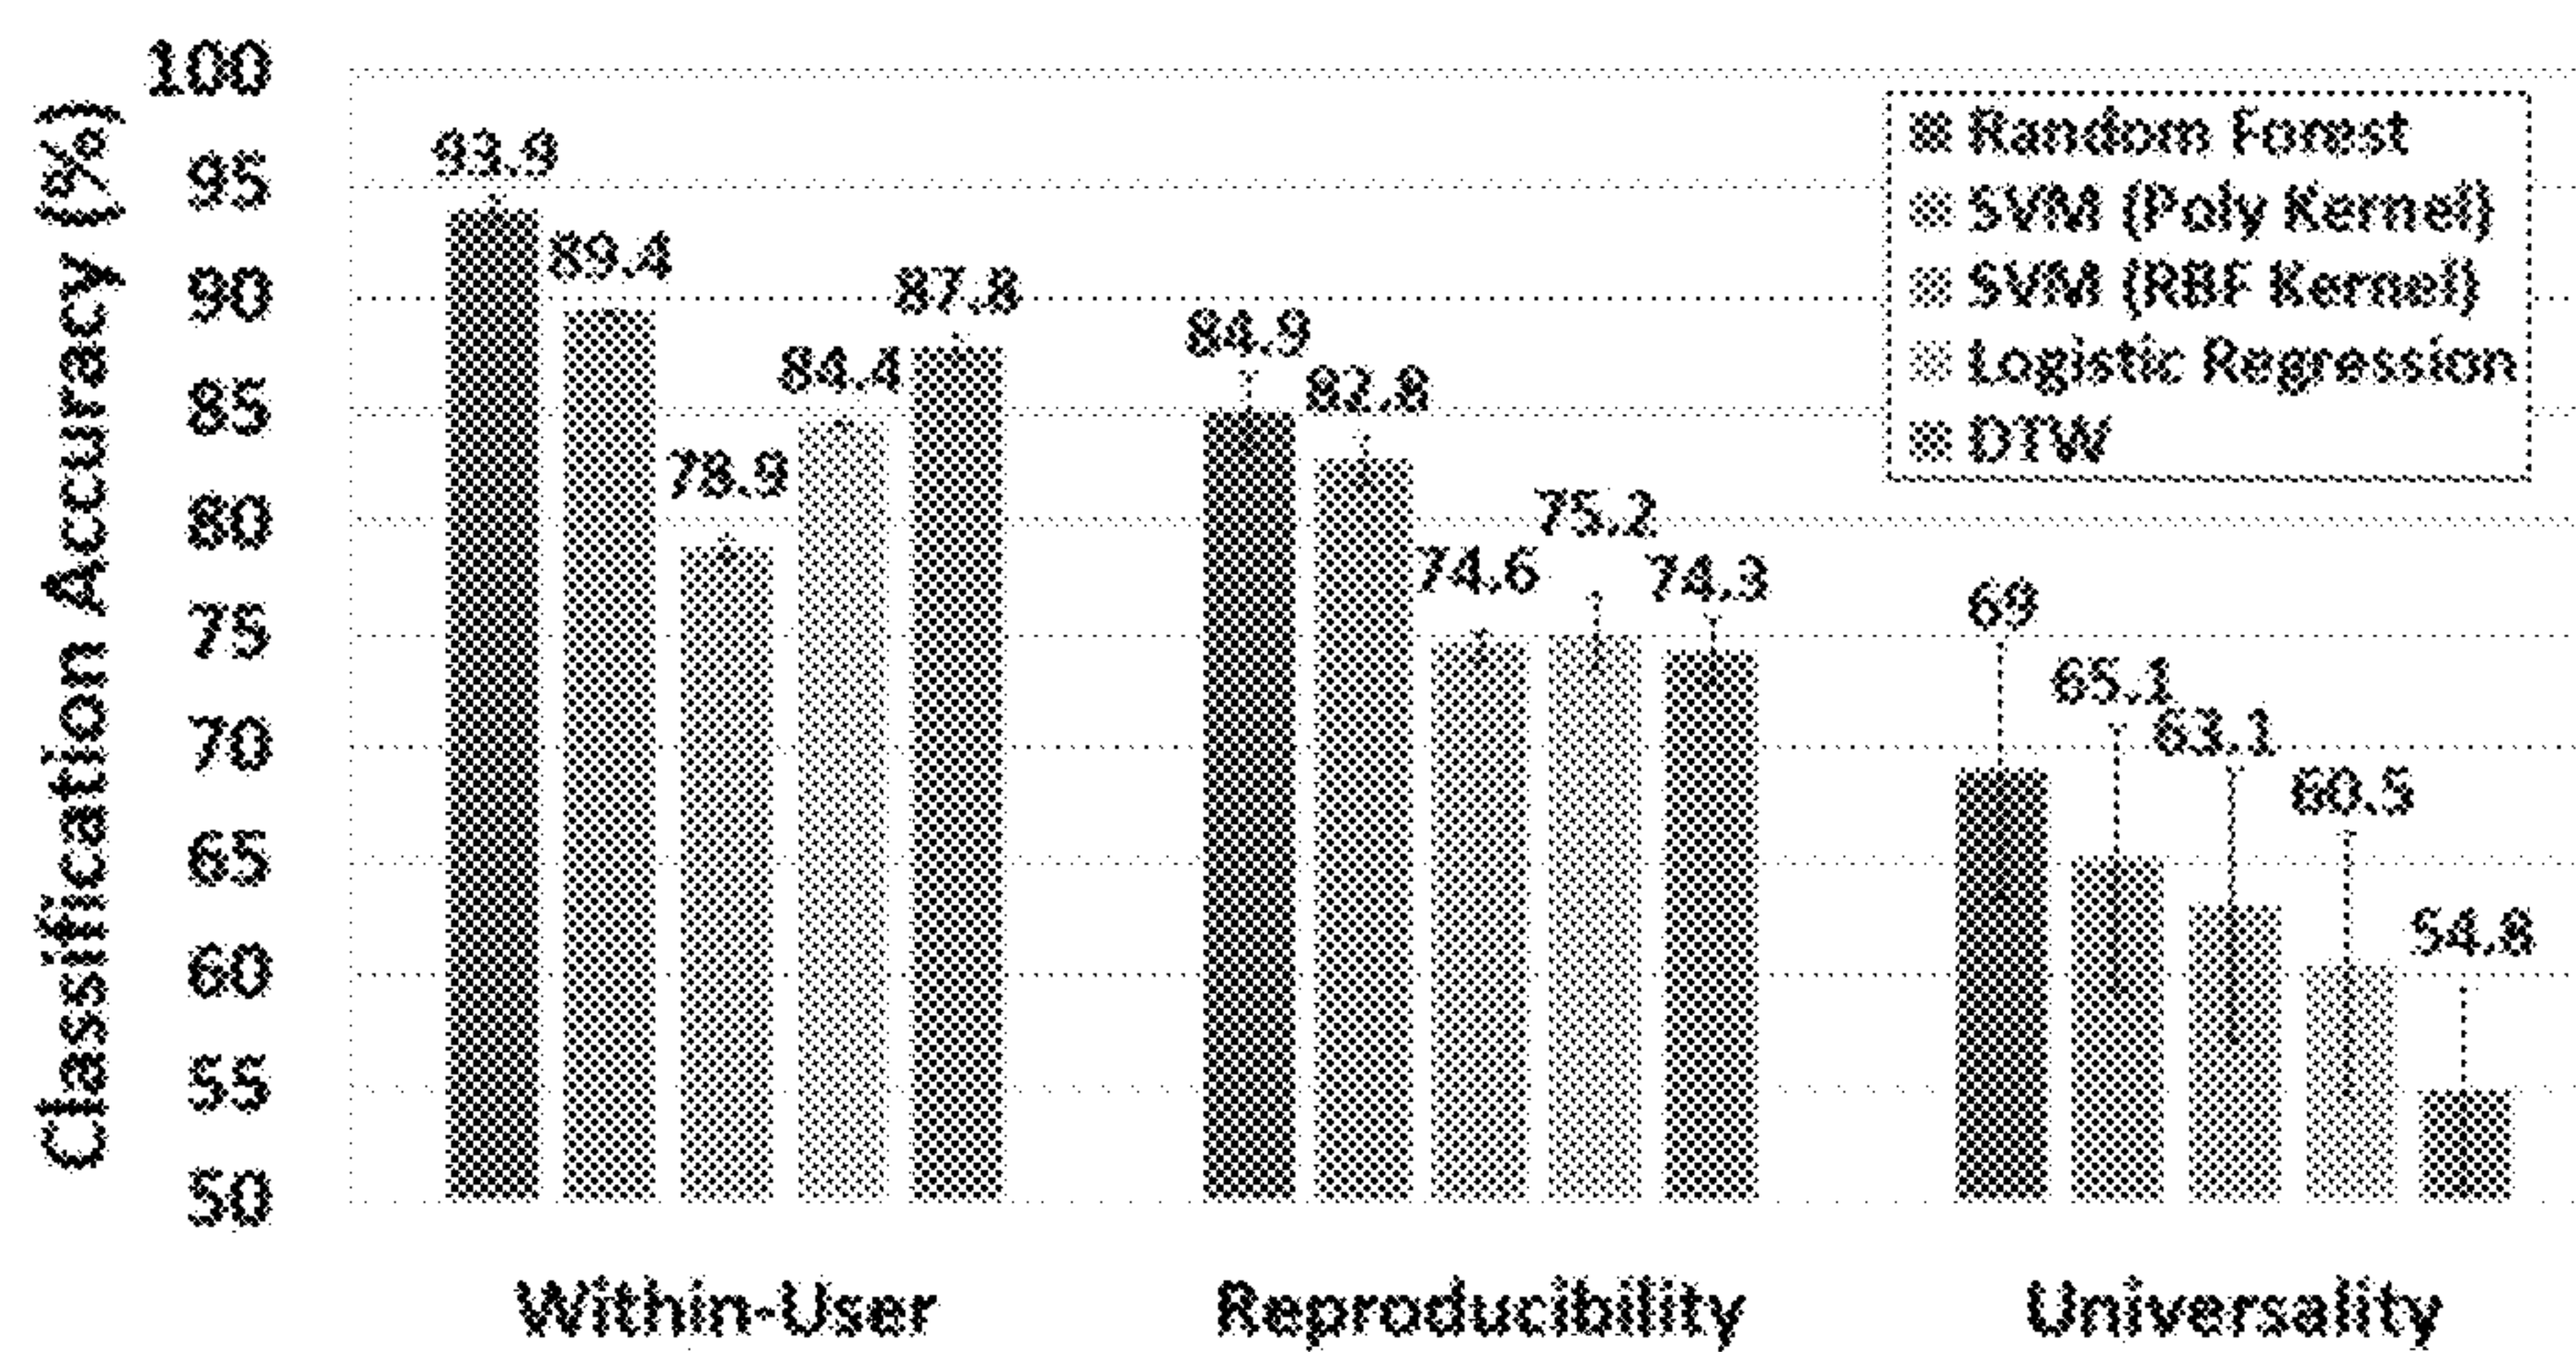 Classification Accuracy (%)
100
95
90
85
80
75
70
65
60
55
50
93.9
89.4
78.9
84.4
87.8
84.9
82.8
74.6
75.2
74.3
69
65.1
63.1
60.5
54.8
Random Forest
SVM (Poly Kernel)
SVM (RBF Kernel)
Logistic Regression
DTW
Within-User
Reproducibility
Universality